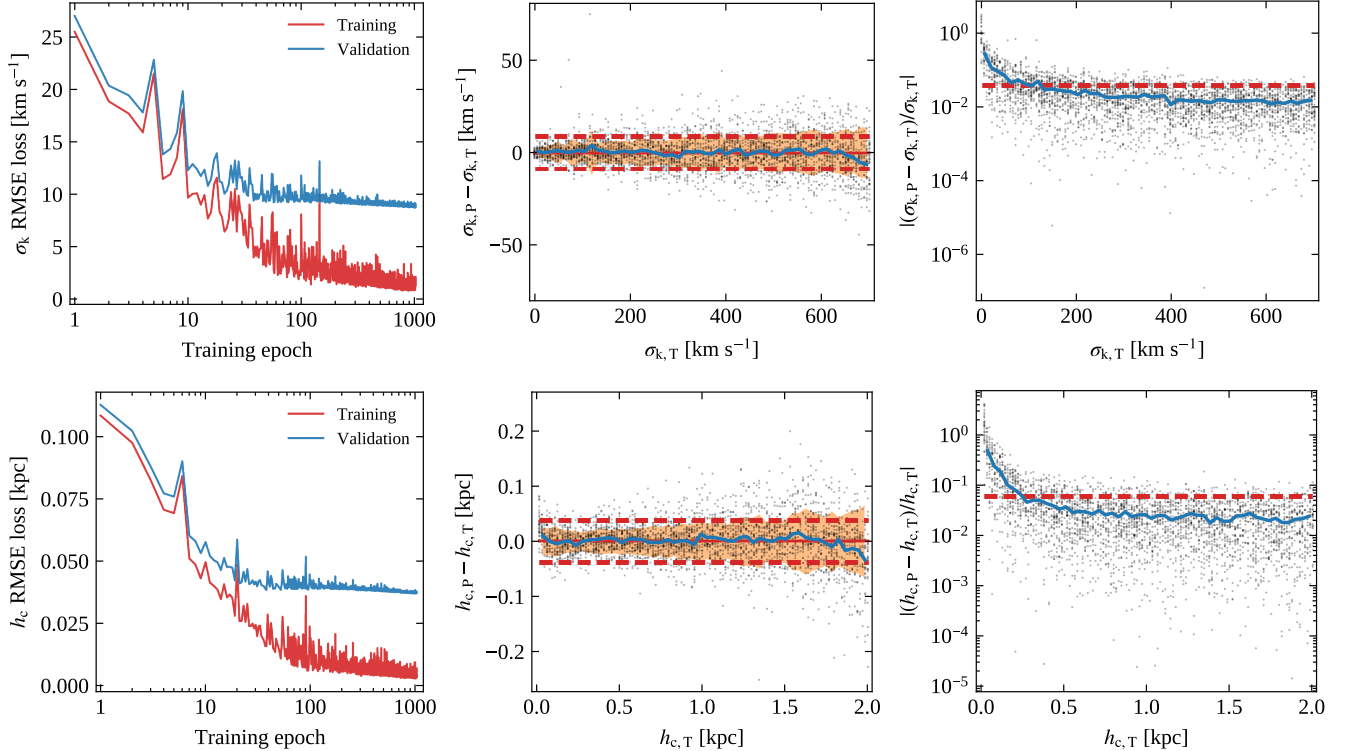 σk RMSE loss [km s⁻¹]
25
20
15
10
5
0
1 10 100 1000
Training epoch
Training
Validation
σk,P − σk,T [km s⁻¹]
50
0
−50
0 200 400 600
σk,T [km s⁻¹]
|(σk,P − σk,T)/σk,T|
10⁰
10⁻²
10⁻⁴
10⁻⁶
0 200 400 600
σk,T [km s⁻¹]
hc RMSE loss [kpc]
0.100
0.075
0.050
0.025
0.000
1 10 100 1000
Training epoch
Training
Validation
hc,P − hc,T [kpc]
0.2
0.1
0.0
−0.1
−0.2
0.0 0.5 1.0 1.5 2.0
hc,T [kpc]
|(hc,P − hc,T)/hc,T|
10⁰
10⁻¹
10⁻²
10⁻³
10⁻⁴
10⁻⁵
0.0 0.5 1.0 1.5 2.0
hc,T [kpc]